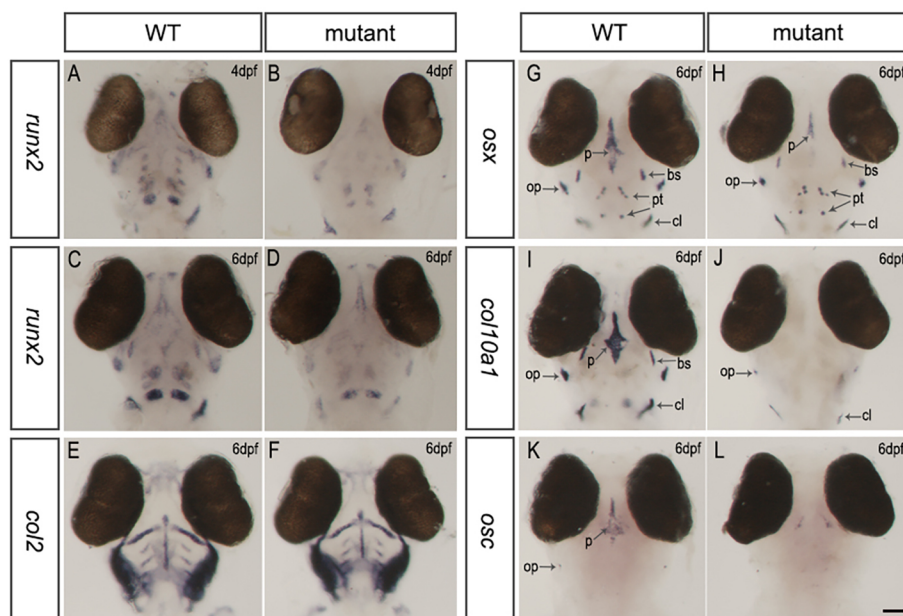 WT
mutant
WT
mutant
runx2
A
4dpf
B
4dpf
osx
G
6dpf
p
bs
op
pt
cl
H
6dpf
p
bs
op
pt
cl
runx2
C
6dpf
D
6dpf
col10a1
I
6dpf
p
bs
op
cl
J
6dpf
op
cl
col2
E
6dpf
F
6dpf
osc
K
6dpf
p
op
L
6dpf